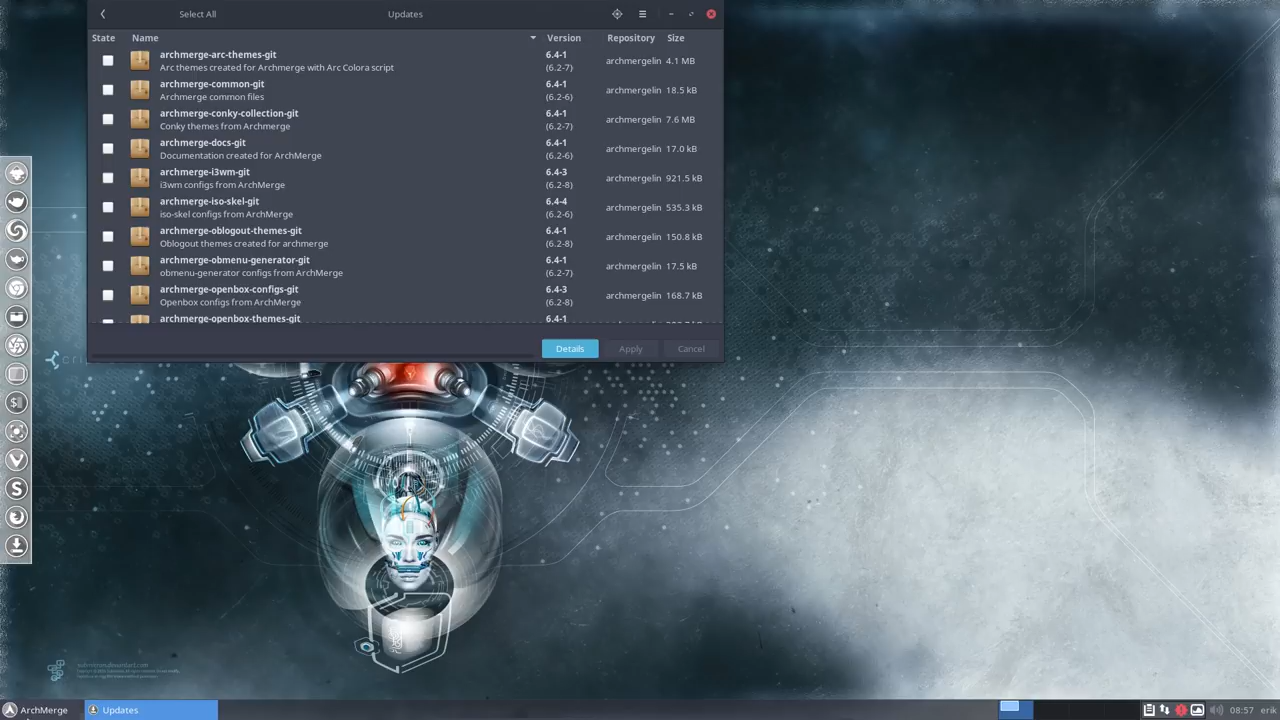 Select All
Updates
State Name Version Repository Size
archmerge-arc-themes-git 6.4-1
Arc themes created for Archmerge with Arc Colora script (6.2-7) archmergelin 4.1 MB
archmerge-common-git 6.4-1
Archmerge common files (6.2-6) archmergelin 18.5 kB
archmerge-conky-collection-git 6.4-1
Conky themes from Archmerge (6.2-7) archmergelin 7.6 MB
archmerge-docs-git 6.4-1
Documentation created for ArchMerge (6.2-6) archmergelin 17.0 kB
archmerge-i3wm-git 6.4-3
i3wm configs from ArchMerge (6.2-8) archmergelin 921.5 kB
archmerge-iso-skel-git 6.4-4
iso-skel configs from ArchMerge (6.2-6) archmergelin 535.3 kB
archmerge-oblogout-themes-git 6.4-1
Oblogout themes created for archmerge (6.2-8) archmergelin 150.8 kB
archmerge-obmenu-generator-git 6.4-1
obmenu-generator configs from ArchMerge (6.2-7) archmergelin 17.5 kB
archmerge-openbox-configs-git 6.4-3
Openbox configs from ArchMerge (6.2-8) archmergelin 168.7 kB
archmerge-openbox-themes-git 6.4-1
Details Apply Cancel
ArchMerge
Updates
08:57 erik